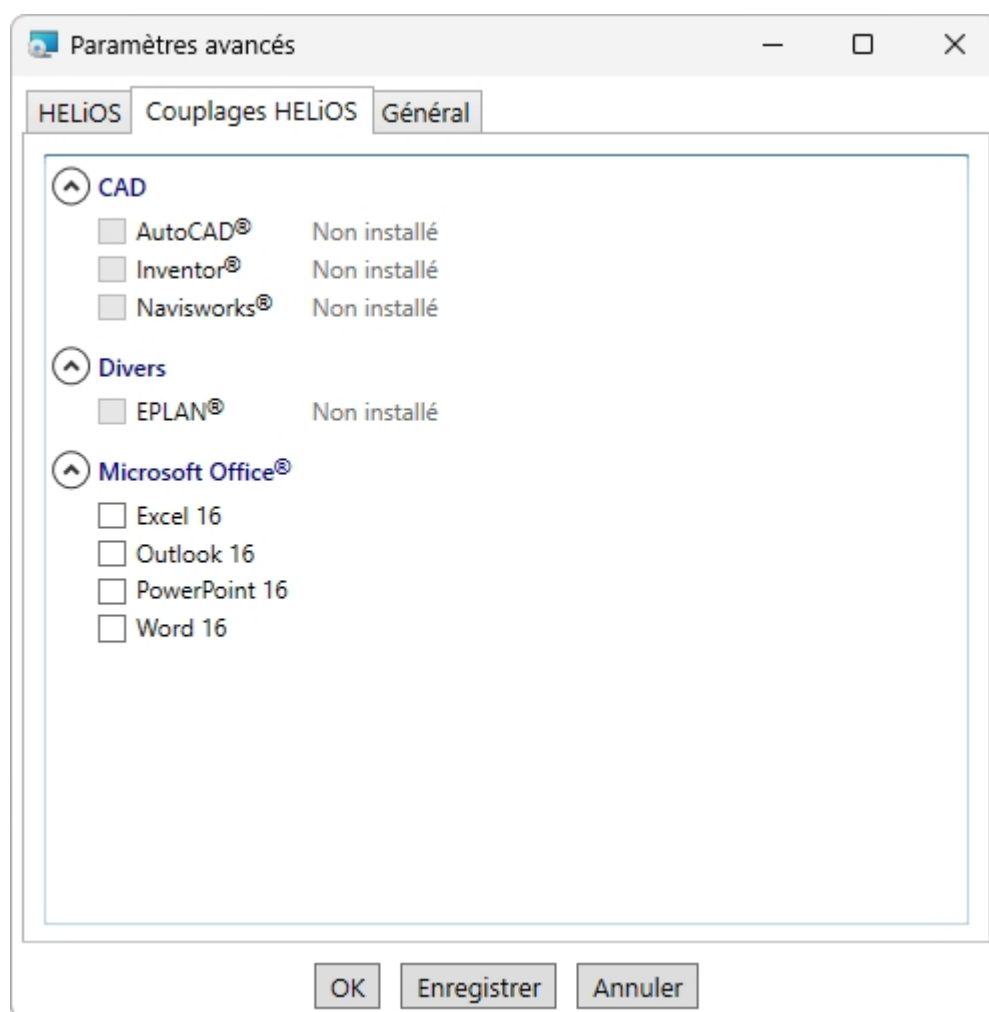 Paramètres avancés
HELiOS Couplages HELiOS Général
CAD
AutoCAD® Non installé
Inventor® Non installé
Navisworks® Non installé
Divers
EPLAN® Non installé
Microsoft Office®
Excel 16
Outlook 16
PowerPoint 16
Word 16
OK Enregistrer Annuler